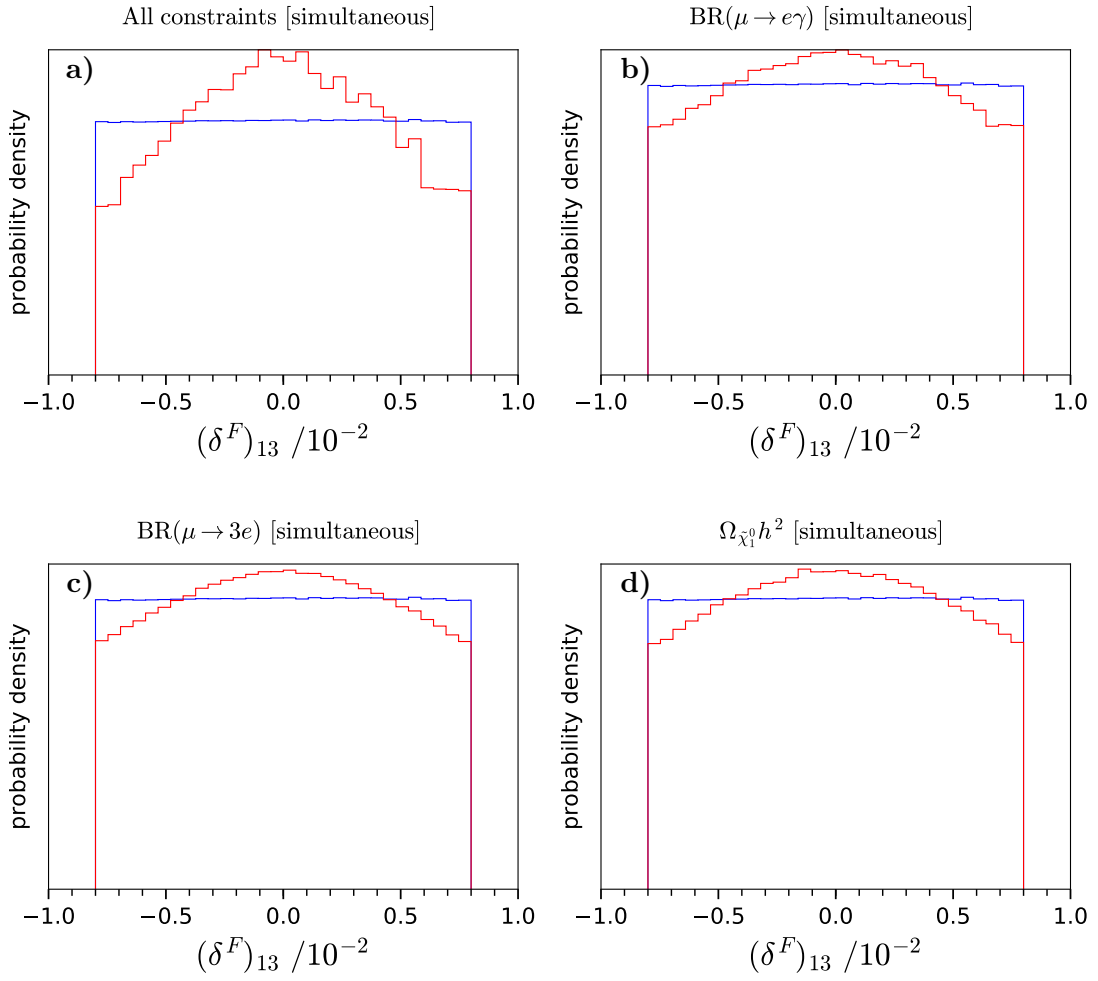 All constraints [simultaneous]
BR(μ → eγ) [simultaneous]
a)
b)
probability density
probability density
−1.0 −0.5 0.0 0.5 1.0
−1.0 −0.5 0.0 0.5 1.0
(δ^F)_13 /10^−2
(δ^F)_13 /10^−2
BR(μ → 3e) [simultaneous]
Ω_χ̃₁⁰ h² [simultaneous]
c)
d)
probability density
probability density
−1.0 −0.5 0.0 0.5 1.0
−1.0 −0.5 0.0 0.5 1.0
(δ^F)_13 /10^−2
(δ^F)_13 /10^−2